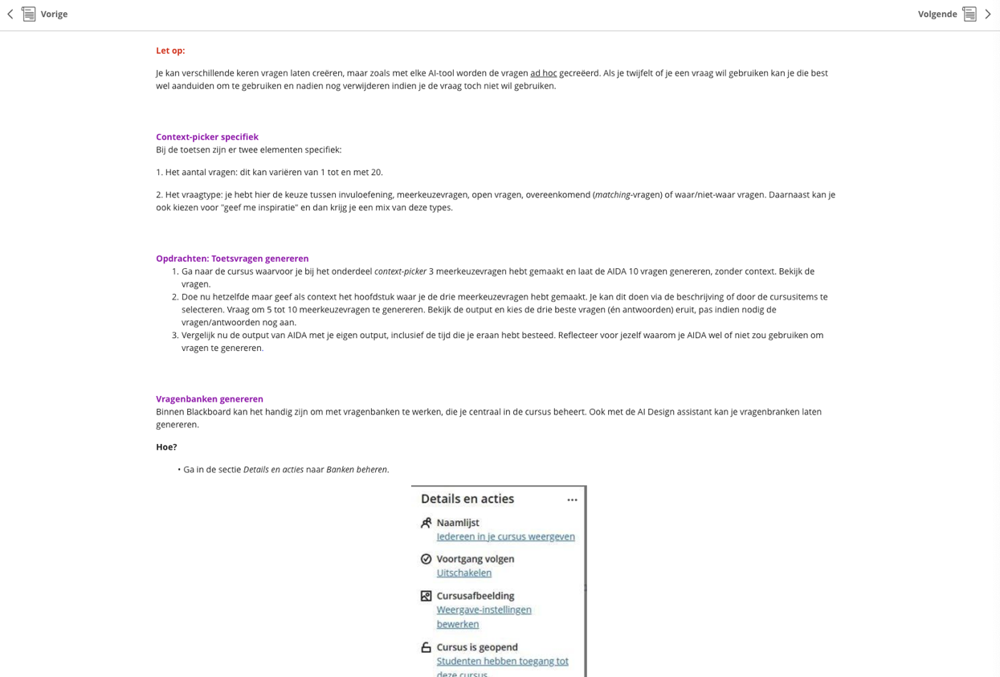 Vorige
Volgende
Let op:
Je kan verschillende keren vragen laten creëren, maar zoals met elke AI-tool worden de vragen ad hoc gecreëerd. Als je twijfelt of je een vraag wil gebruiken kan je die best
wel aanduiden om te gebruiken en nadien nog verwijderen indien je de vraag toch niet wil gebruiken.
Context-picker specifiek
Bij de toetsen zijn er twee elementen specifiek:
1. Het aantal vragen: dit kan variëren van 1 tot en met 20.
2. Het vraagtype: je hebt hier de keuze tussen invuloefening, meerkeuzevragen, open vragen, overeenkomend (matching-vragen) of waar/niet-waar vragen. Daarnaast kan je
ook kiezen voor "geef me inspiratie" en dan krijg je een mix van deze types.
Opdrachten: Toetsvragen genereren
1. Ga naar de cursus waarvoor je bij het onderdeel context-picker 3 meerkeuzevragen hebt gemaakt en laat de AIDA 10 vragen genereren, zonder context. Bekijk de
vragen.
2. Doe nu hetzelfde maar geef als context het hoofdstuk waar je de drie meerkeuzevragen hebt gemaakt. Je kan dit doen via de beschrijving of door de cursusitems te
selecteren. Vraag om 5 tot 10 meerkeuzevragen te genereren. Bekijk de output en kies de drie beste vragen (én antwoorden) eruit, pas indien nodig de
vragen/antwoorden nog aan.
3. Vergelijk nu de output van AIDA met je eigen output, inclusief de tijd die je eraan hebt besteed. Reflecteer voor jezelf waarom je AIDA wel of niet zou gebruiken om
vragen te genereren.
Vragenbanken genereren
Binnen Blackboard kan het handig zijn om met vragenbanken te werken, die je centraal in de cursus beheert. Ook met de AI Design assistant kan je vragenbranken laten
genereren.
Hoe?
• Ga in de sectie Details en acties naar Banken beheren.
Details en acties
Naamlijst
Iedereen in je cursus weergeven
Voortgang volgen
Uitschakelen
Cursusafbeelding
Weergave-instellingen
bewerken
Cursus is geopend
Studenten hebben toegang tot
deze cursus.